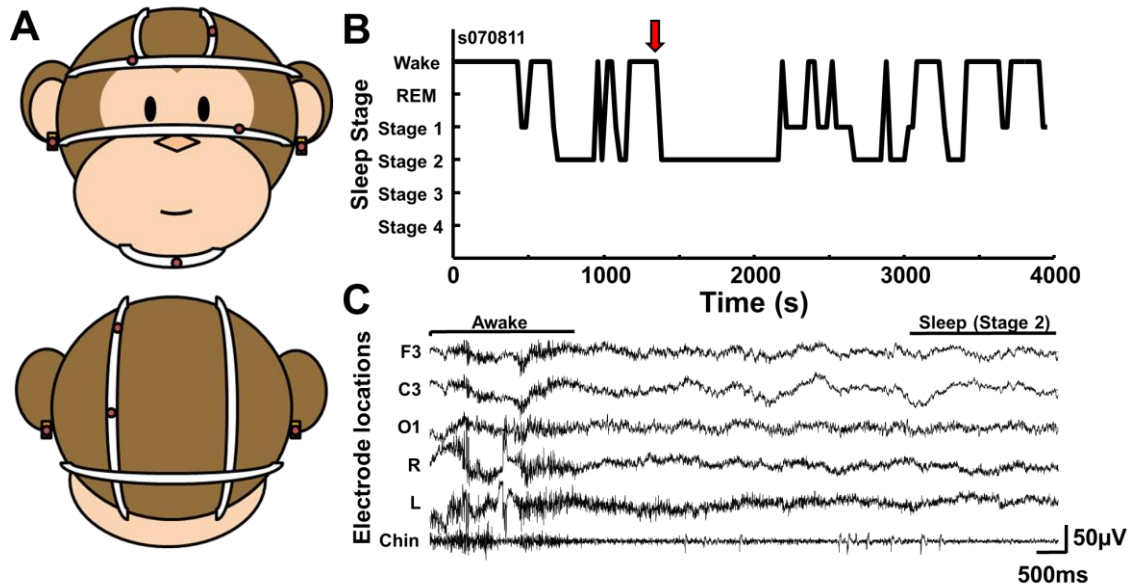 A
B
s070811
Sleep Stage
Wake
REM
Stage 1
Stage 2
Stage 3
Stage 4
0 1000 2000 3000 4000
Time (s)
C
Awake
Sleep (Stage 2)
Electrode locations
F3
C3
O1
R
L
Chin
50μV
500ms